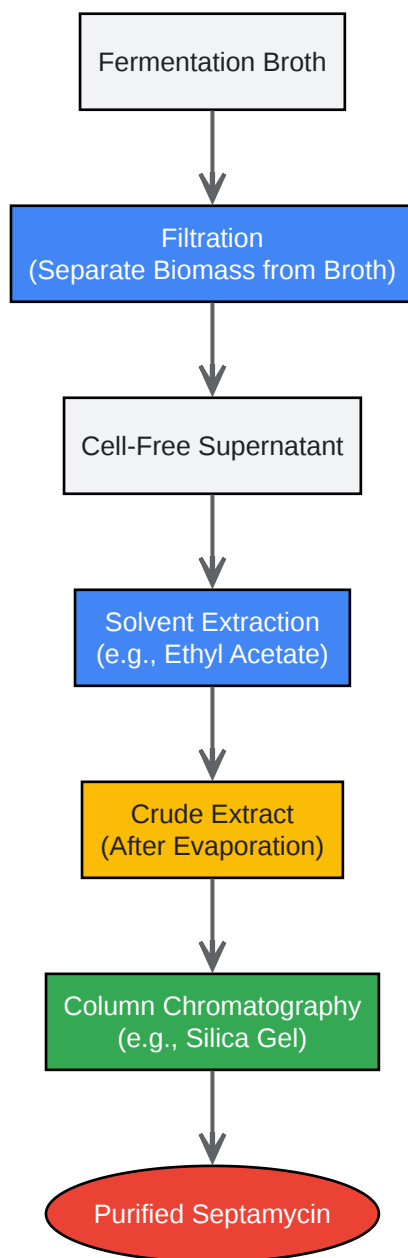 Fermentation Broth
Filtration
(Separate Biomass from Broth)
Cell-Free Supernatant
Solvent Extraction
(e.g., Ethyl Acetate)
Crude Extract
(After Evaporation)
Column Chromatography
(e.g., Silica Gel)
Purified Septamycin